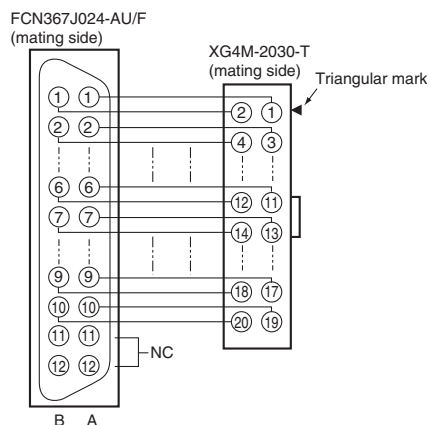 FCN367J024-AU/F
(mating side)
XG4M-2030-T
(mating side)
Triangular mark
1 1
2 1
2 2
4 3
6 6
12 11
7 7
14 13
9 9
18 17
10 10
20 19
11 11
NC
12 12
B A